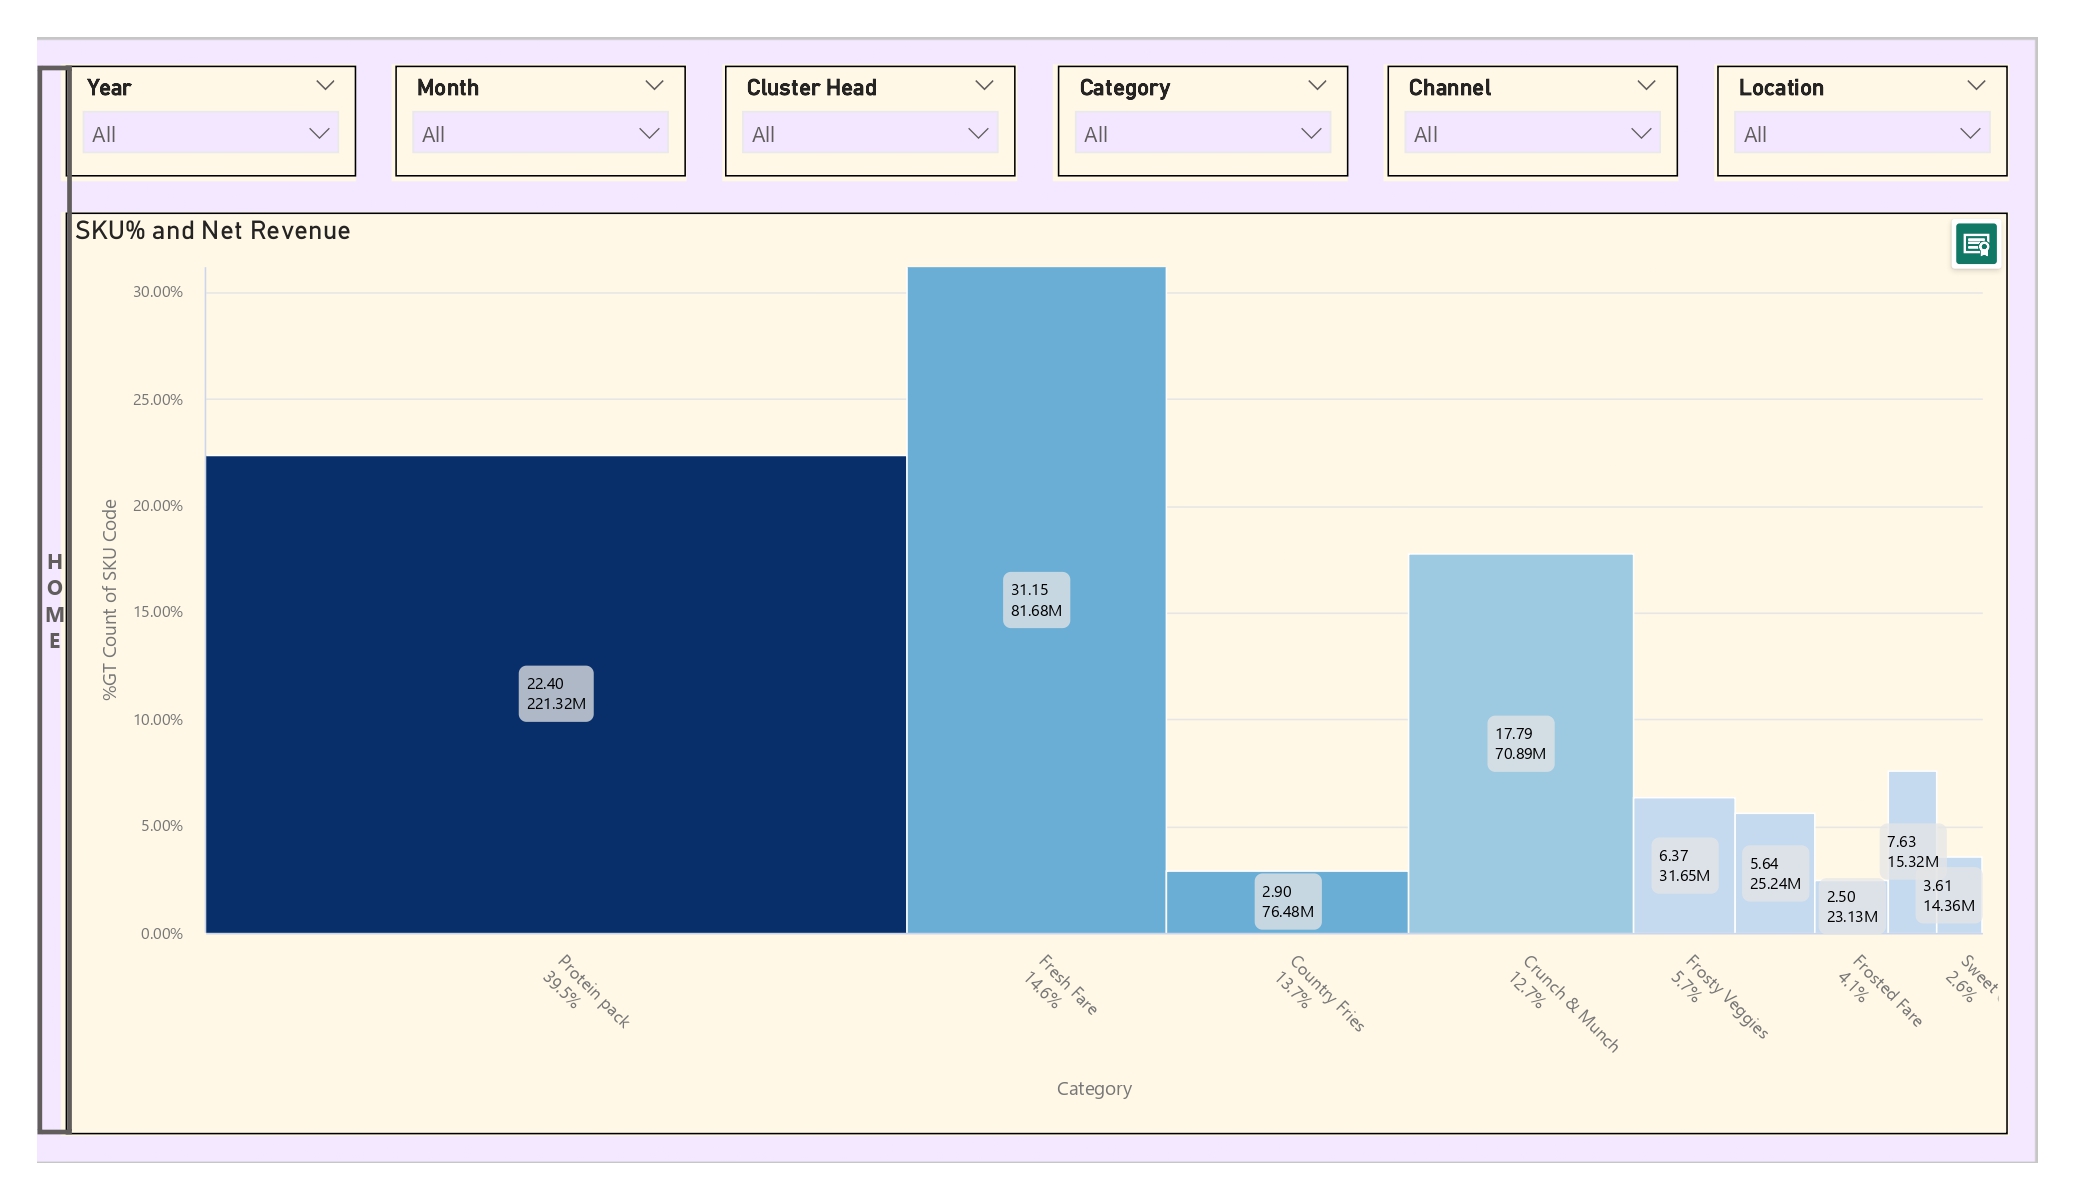 Year
All
Month
All
Cluster Head
All
Category
All
Channel
All
Location
All
H
O
M
E
SKU% and Net Revenue
%GT Count of SKU Code
30.00%
25.00%
20.00%
15.00%
10.00%
5.00%
0.00%
22.40
221.32M
31.15
81.68M
2.90
76.48M
17.79
70.89M
6.37
31.65M
5.64
25.24M
2.50
23.13M
7.63
15.32M
3.61
14.36M
Protein pack
39.5%
Fresh Fare
14.6%
Country Fries
13.7%
Crunch & Munch
12.7%
Frosty Veggies
5.7%
Frosted Fare
4.1%
Sweet
2.6%
Category